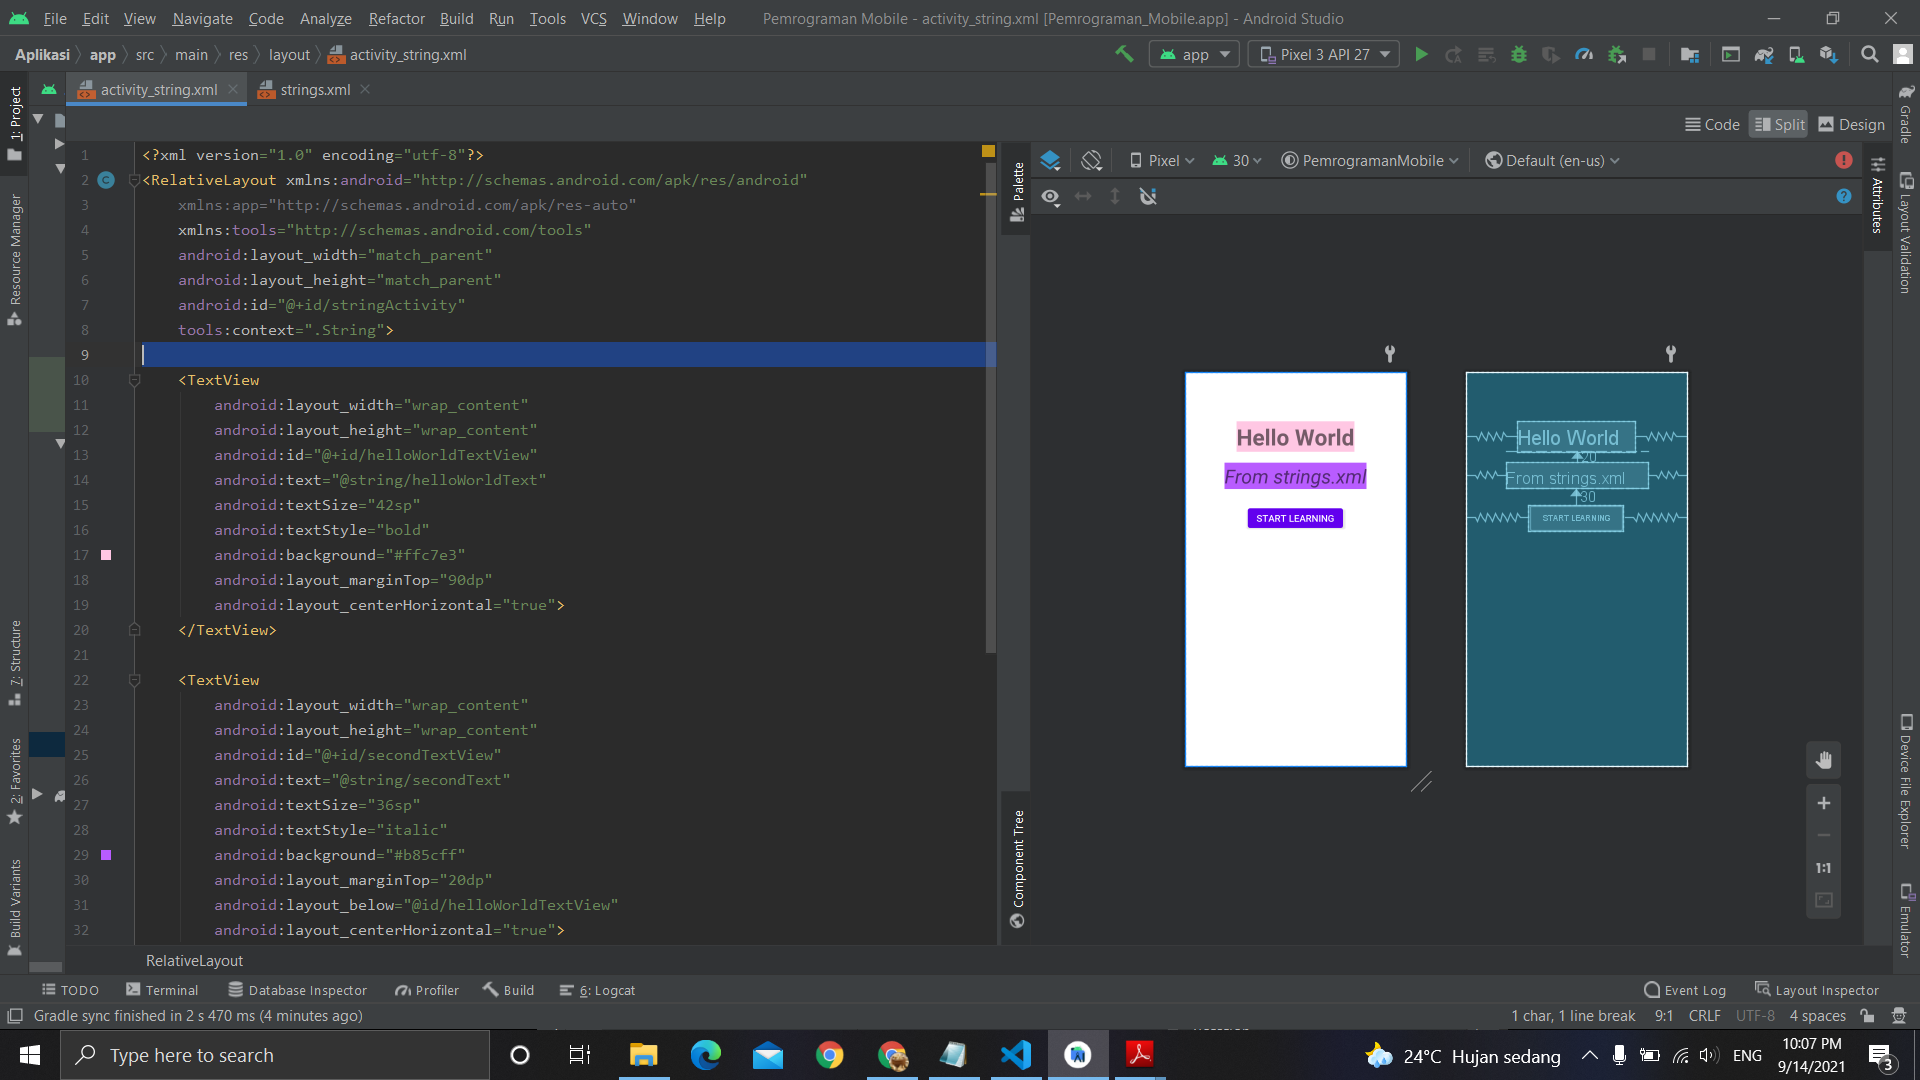 File Edit View Navigate Code Analyze Refactor Build Run Tools VCS Window Help Pemrograman Mobile - activity_string.xml [Pemrograman_Mobile.app] - Android Studio
Aplikasi app src main res layout activity_string.xml
app Pixel 3 API 27
activity_string.xml strings.xml
Code Split Design
Pixel 30 PemrogramanMobile Default (en-us)
1: Project
Resource Manager
7: Structure
2: Favorites
Build Variants
1 <?xml version="1.0" encoding="utf-8"?>
2 <RelativeLayout xmlns:android="http://schemas.android.com/apk/res/android"
3 xmlns:app="http://schemas.android.com/apk/res-auto"
4 xmlns:tools="http://schemas.android.com/tools"
5 android:layout_width="match_parent"
6 android:layout_height="match_parent"
7 android:id="@+id/stringActivity"
8 tools:context=".String">
9
10 <TextView
11 android:layout_width="wrap_content"
12 android:layout_height="wrap_content"
13 android:id="@+id/helloWorldTextView"
14 android:text="@string/helloWorldText"
15 android:textSize="42sp"
16 android:textStyle="bold"
17 android:background="#ffc7e3"
18 android:layout_marginTop="90dp"
19 android:layout_centerHorizontal="true">
20 </TextView>
21
22 <TextView
23 android:layout_width="wrap_content"
24 android:layout_height="wrap_content"
25 android:id="@+id/secondTextView"
26 android:text="@string/secondText"
27 android:textSize="36sp"
28 android:textStyle="italic"
29 android:background="#b85cff"
30 android:layout_marginTop="20dp"
31 android:layout_below="@id/helloWorldTextView"
32 android:layout_centerHorizontal="true">
RelativeLayout
Palette
Component Tree
Hello World
From strings.xml
START LEARNING
Hello World
20
From strings.xml
30
START LEARNING
1:1
Attributes
Gradle
Layout Validation
Device File Explorer
Emulator
TODO Terminal Database Inspector Profiler Build 6: Logcat Event Log Layout Inspector
Gradle sync finished in 2 s 470 ms (4 minutes ago) 1 char, 1 line break 9:1 CRLF UTF-8 4 spaces
Type here to search
24°C Hujan sedang ENG
10:07 PM
9/14/2021
3